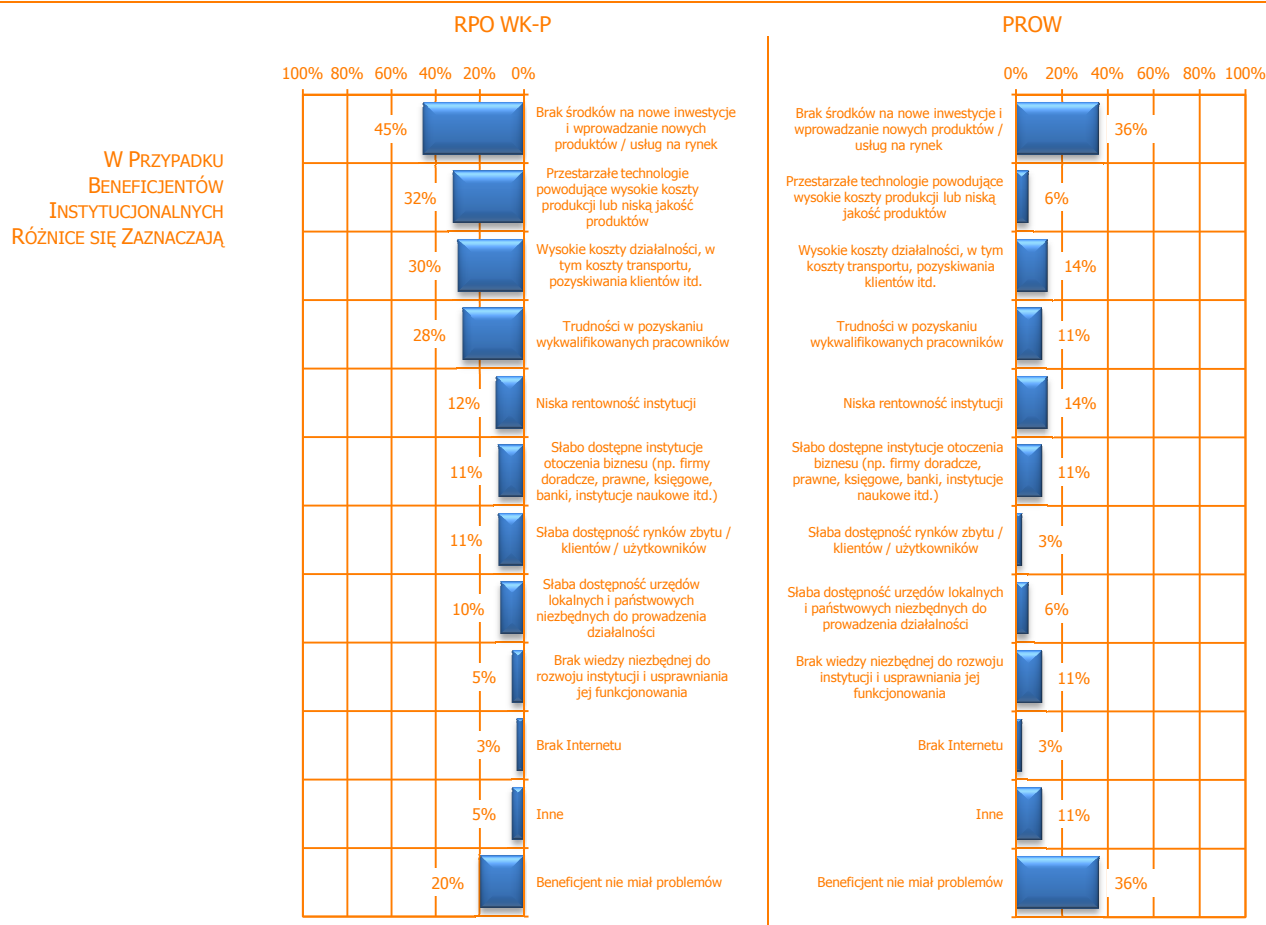 RPO WK-P
PROW
W Przypadku
Beneficjentów
Instytucjonalnych
Różnice się Zaznaczają
100% 80% 60% 40% 20% 0%
45%
Brak środków na nowe inwestycje
i wprowadzanie nowych
produktów / usług na rynek
32%
Przestarzałe technologie
powodujące wysokie koszty
produkcji lub niską jakość
produktów
30%
Wysokie koszty działalności, w
tym koszty transportu,
pozyskiwania klientów itd.
28%
Trudności w pozyskaniu
wykwalifikowanych pracowników
12%
Niska rentowność instytucji
11%
Słabo dostępne instytucje
otoczenia biznesu (np. firmy
doradcze, prawne, księgowe,
banki, instytucje naukowe itd.)
11%
Słaba dostępność rynków zbytu /
klientów / użytkowników
10%
Słaba dostępność urzędów
lokalnych i państwowych
niezbędnych do prowadzenia
działalności
5%
Brak wiedzy niezbędnej do
rozwoju instytucji i usprawniania
jej funkcjonowania
3%
Brak Internetu
5%
Inne
20%
Beneficjent nie miał problemów
0% 20% 40% 60% 80% 100%
Brak środków na nowe inwestycje i
wprowadzanie nowych produktów /
usług na rynek
36%
Przestarzałe technologie powodujące
wysokie koszty produkcji lub niską
jakość produktów
6%
Wysokie koszty działalności, w tym
koszty transportu, pozyskiwania
klientów itd.
14%
Trudności w pozyskaniu
wykwalifikowanych pracowników
11%
Niska rentowność instytucji
14%
Słabo dostępne instytucje otoczenia
biznesu (np. firmy doradcze,
prawne, księgowe, banki, instytucje
naukowe itd.)
11%
Słaba dostępność rynków zbytu /
klientów / użytkowników
3%
Słaba dostępność urzędów lokalnych
i państwowych niezbędnych do
prowadzenia działalności
6%
Brak wiedzy niezbędnej do rozwoju
instytucji i usprawniania jej
funkcjonowania
11%
Brak Internetu
3%
Inne
11%
Beneficjent nie miał problemów
36%